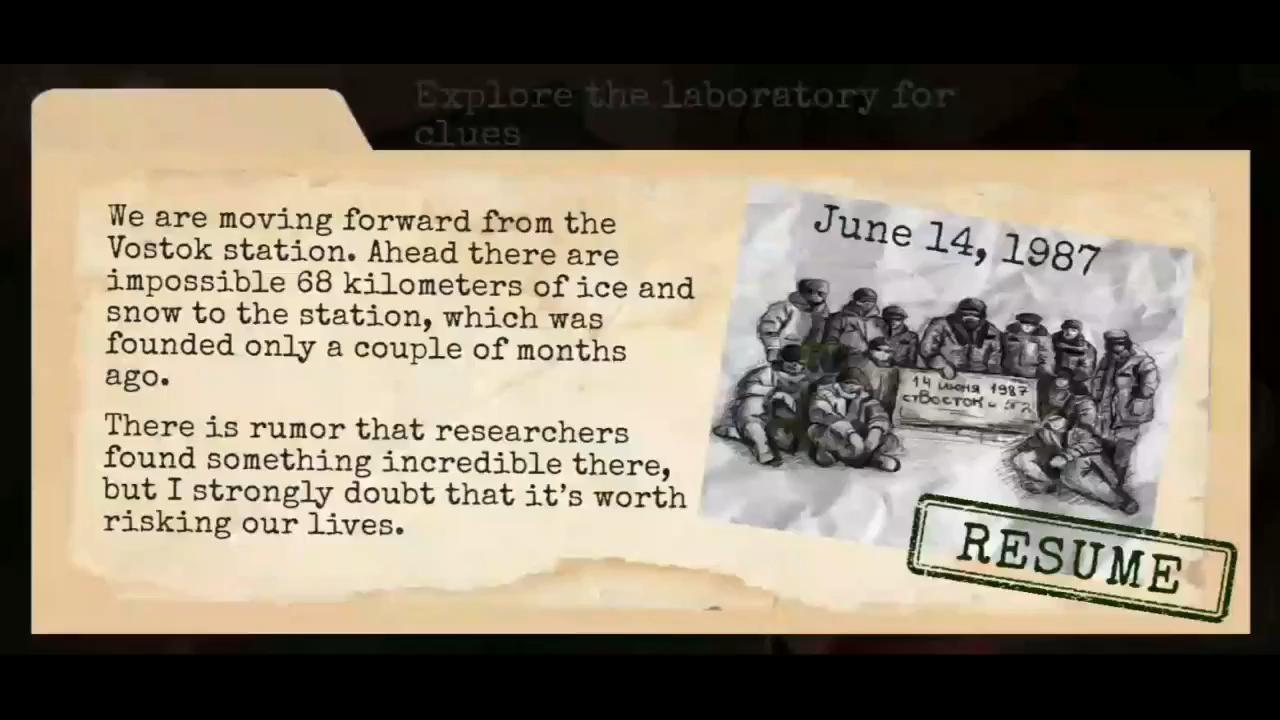 Explore the laboratory for
clues
We are moving forward from the
Vostok station. Ahead there are
impossible 68 kilometers of ice and
snow to the station, which was
founded only a couple of months
ago.
There is rumor that researchers
found something incredible there,
but I strongly doubt that it's worth
risking our lives.
June 14, 1987
14 июня 1987
стВосток
RESUME